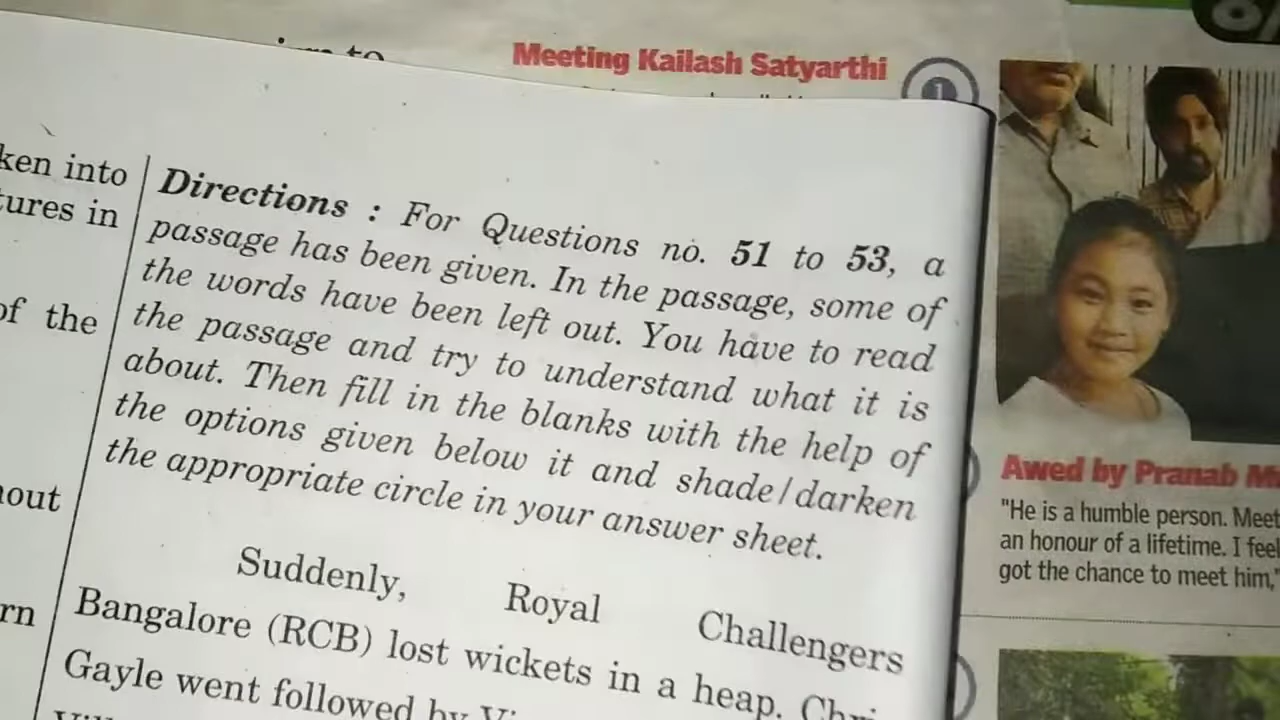 Meeting Kailash Satyarthi
1
to
ken into
tures in
of the
out
rn
Directions : For Questions no. 51 to 53, a
passage has been given. In the passage, some of
the words have been left out. You have to read
the passage and try to understand what it is
about. Then fill in the blanks with the help of
the options given below it and shade/darken
the appropriate circle in your answer sheet.
Suddenly, Royal Challengers
Bangalore (RCB) lost wickets in a heap. Chri
Gayle went followed by Vi
Awed by Pranab M
"He is a humble person. Meet
an honour of a lifetime. I feel
got the chance to meet him,"